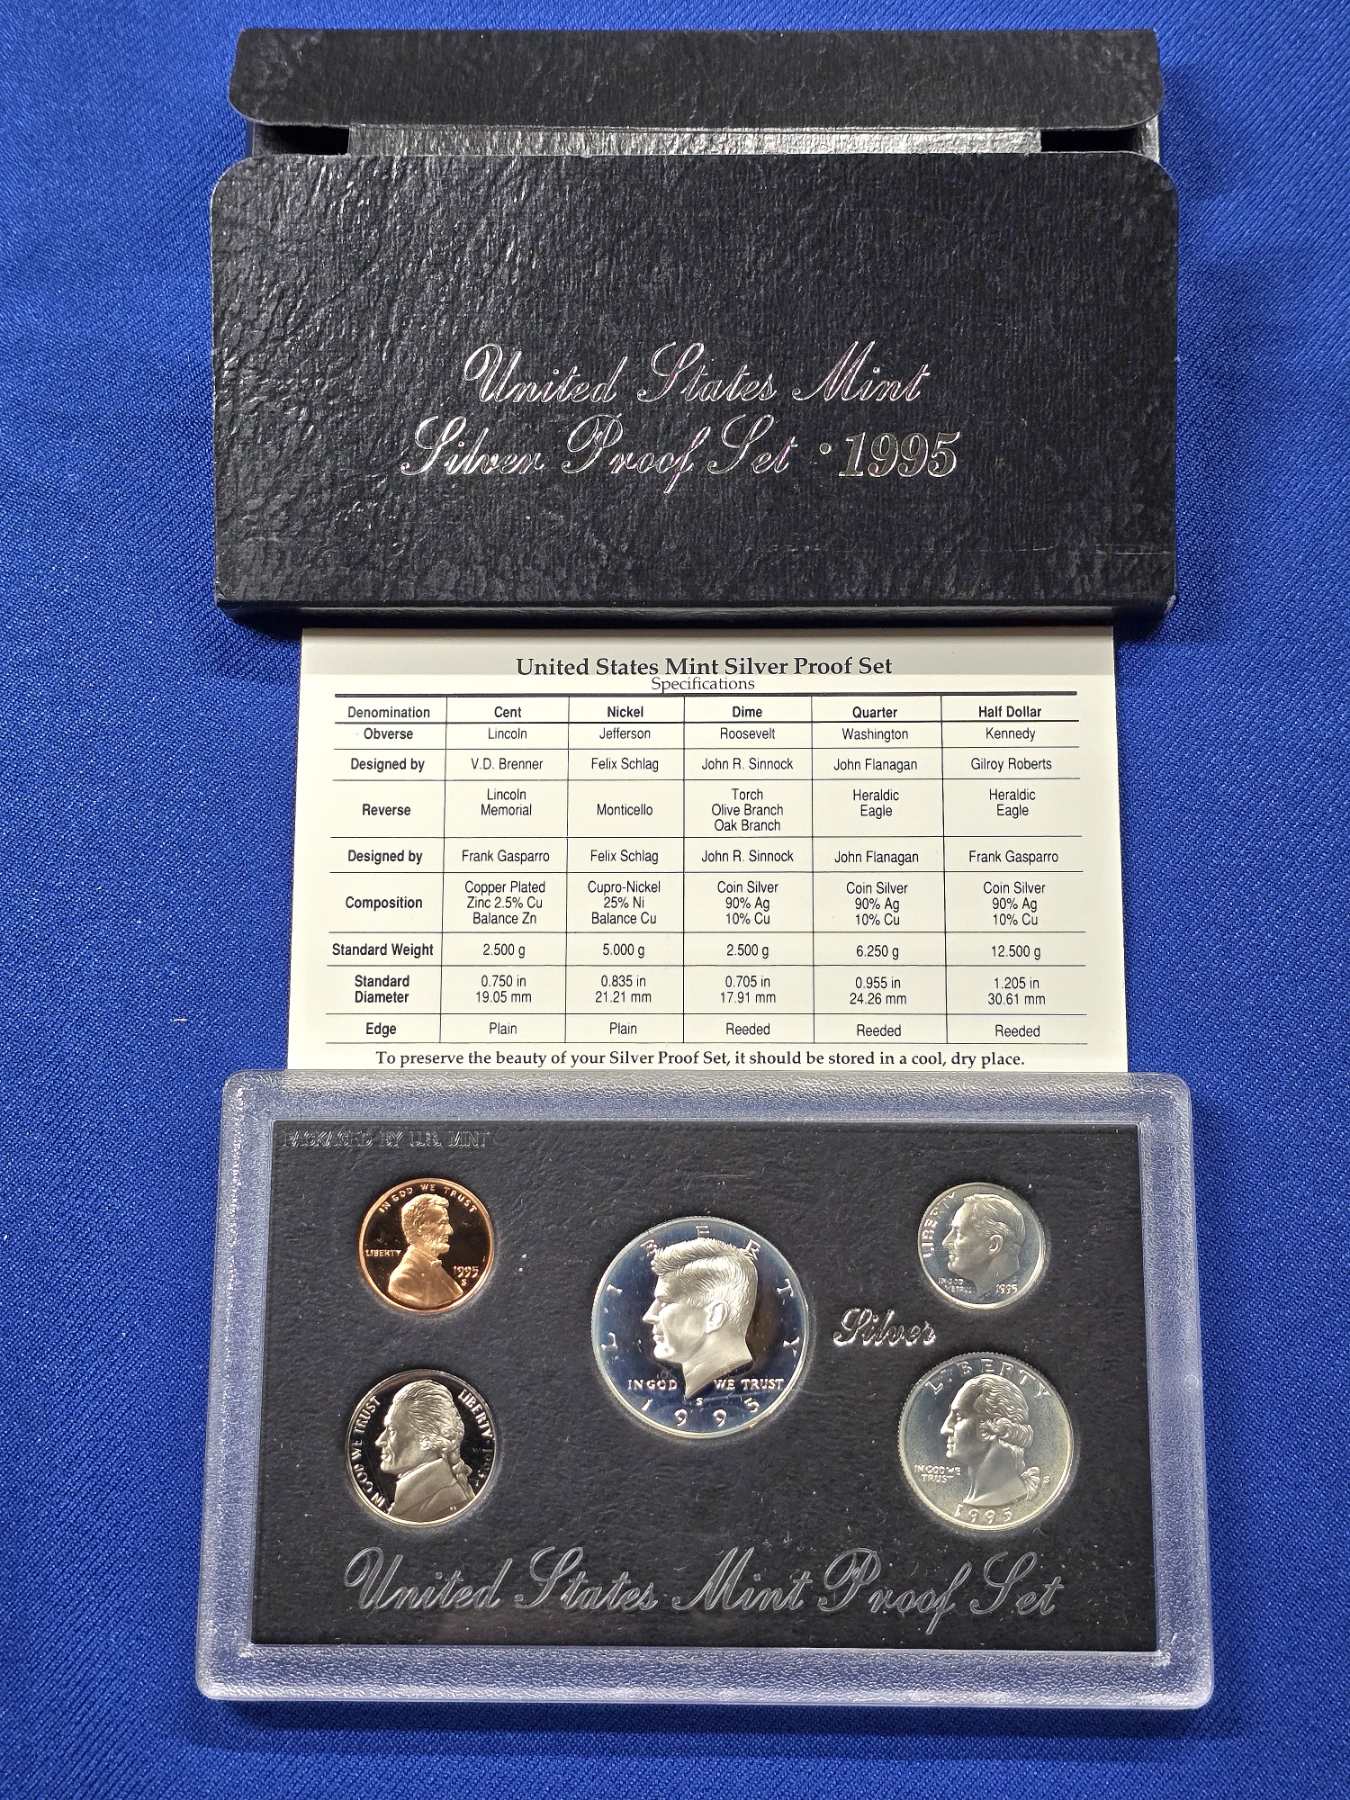 United States Mint
Silver Proof Set · 1995
United States Mint Silver Proof Set
Specifications
Denomination Cent Nickel Dime Quarter Half Dollar
Obverse Lincoln Jefferson Roosevelt Washington Kennedy
Designed by V.D. Brenner Felix Schlag John R. Sinnock John Flanagan Gilroy Roberts
Reverse Lincoln Memorial Monticello Torch Olive Branch Oak Branch Heraldic Eagle Heraldic Eagle
Designed by Frank Gasparro Felix Schlag John R. Sinnock John Flanagan Frank Gasparro
Composition Copper Plated Zinc 2.5% Cu Balance Zn Cupro-Nickel 25% Ni Balance Cu Coin Silver 90% Ag 10% Cu Coin Silver 90% Ag 10% Cu Coin Silver 90% Ag 10% Cu
Standard Weight 2.500 g 5.000 g 2.500 g 6.250 g 12.500 g
Standard Diameter 0.750 in 19.05 mm 0.835 in 21.21 mm 0.705 in 17.91 mm 0.955 in 24.26 mm 1.205 in 30.61 mm
Edge Plain Plain Reeded Reeded Reeded
To preserve the beauty of your Silver Proof Set, it should be stored in a cool, dry place.
PACKAGED BY U.S. MINT
IN GOD WE TRUST
LIBERTY
1995
S
LIBERTY
IN GOD WE TRUST
S
1995
LIBERTY
IN GOD
WE TRUST
1995
Silver
IN GOD WE TRUST
LIBERTY
LIBERTY
IN GOD WE
TRUST
S
1995
United States Mint Proof Set